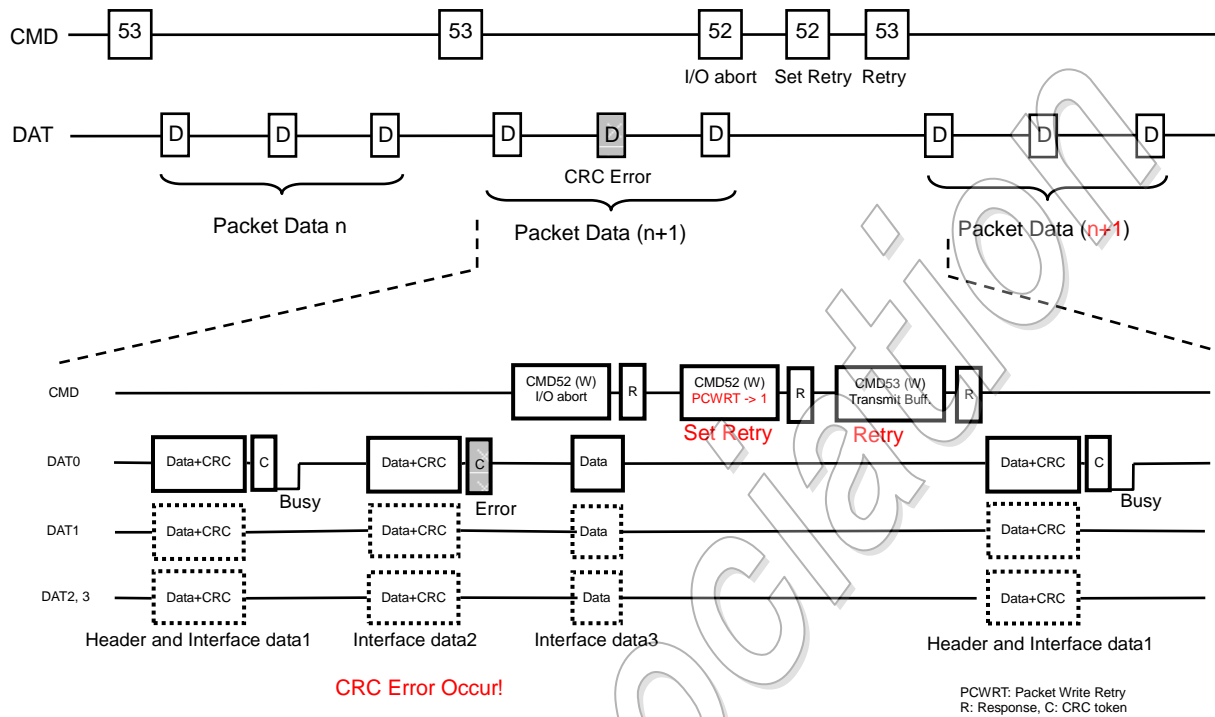 CMD 53 53 52 52 53
I/O abort Set Retry Retry
DAT D D D D D D D D D
CRC Error
Packet Data n Packet Data (n+1) Packet Data (n+1)
CMD CMD52 (W) I/O abort R CMD52 (W) PCWRT -> 1 R CMD53 (W) Transmit Buff. R
Set Retry Retry
DAT0 Data+CRC C Data+CRC C Data Data+CRC C
Busy Error Busy
DAT1 Data+CRC Data+CRC Data Data+CRC
DAT2, 3 Data+CRC Data+CRC Data Data+CRC
Header and Interface data1 Interface data2 Interface data3 Header and Interface data1
CRC Error Occur!
PCWRT: Packet Write Retry
R: Response, C: CRC token
ociation